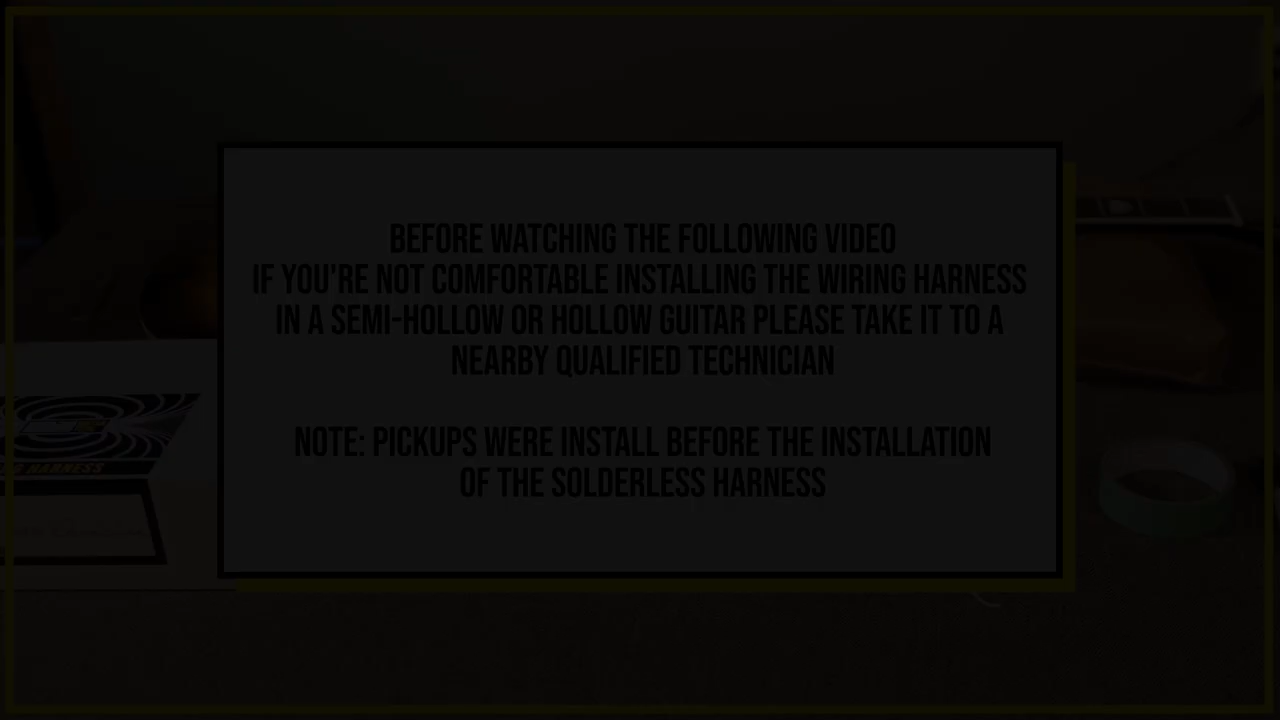 BEFORE WATCHING THE FOLLOWING VIDEO
IF YOU'RE NOT COMFORTABLE INSTALLING THE WIRING HARNESS
IN A SEMI-HOLLOW OR HOLLOW GUITAR PLEASE TAKE IT TO A
NEARBY QUALIFIED TECHNICIAN
NOTE: PICKUPS WERE INSTALL BEFORE THE INSTALLATION
OF THE SOLDERLESS HARNESS
HARNESS